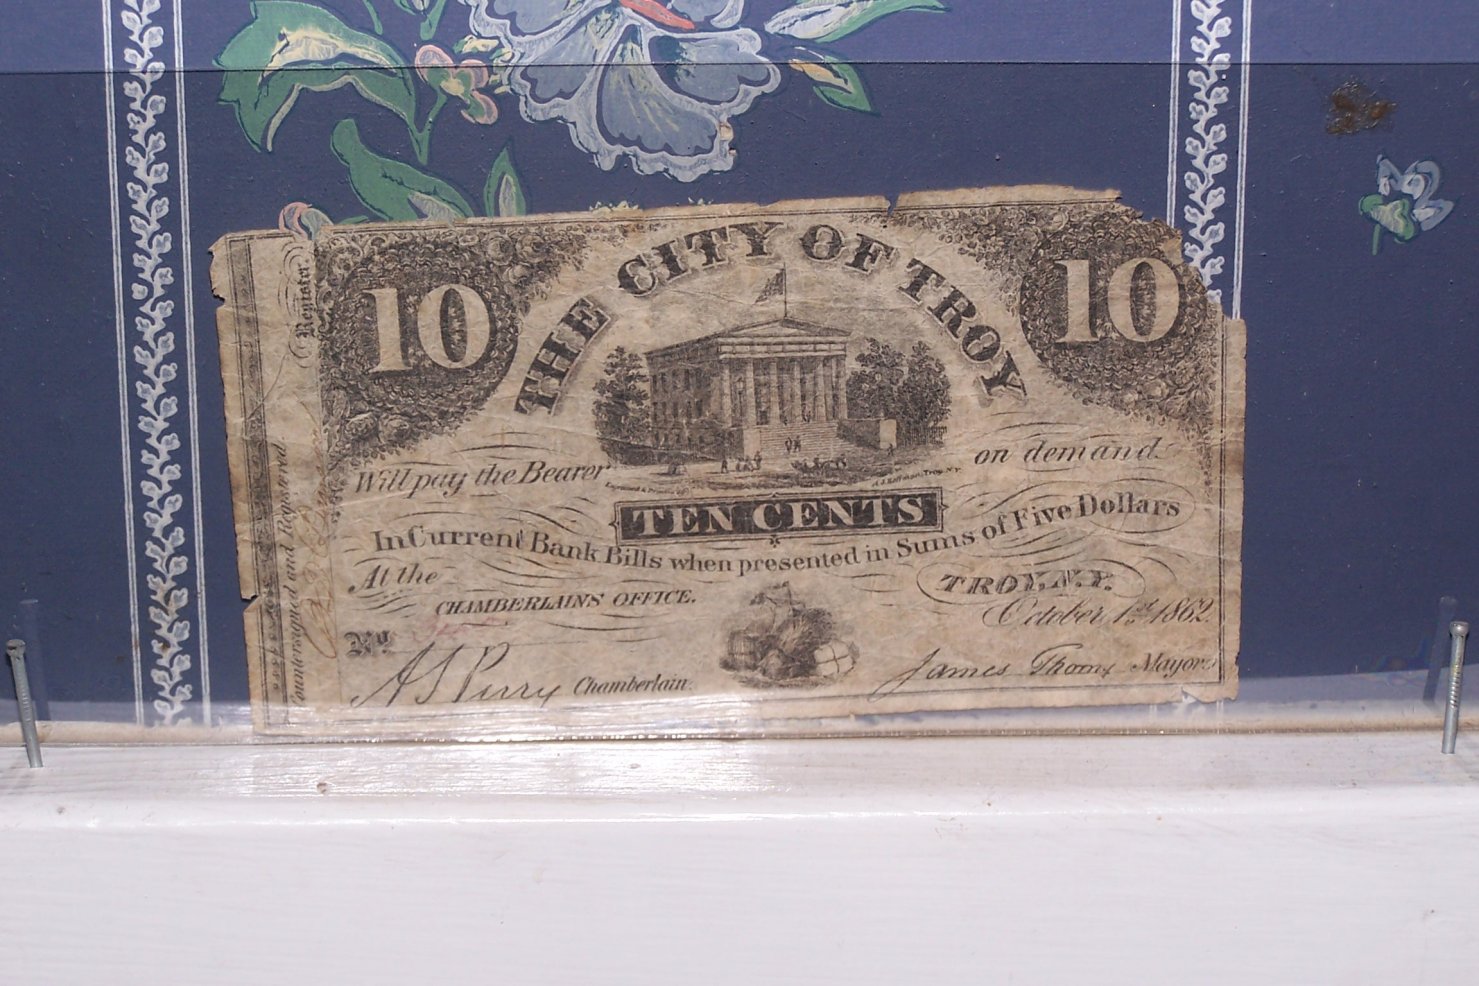 THE CITY OF TROY
10
10
Will pay the Bearer on demand
TEN CENTS
In Current Bank Bills when presented in Sums of Five Dollars
At the
CHAMBERLAINS' OFFICE.
TROY, N.Y.
October, 1st 1862.
No.
Chamberlain.
James Thorn, Mayor.
Countersigned and Registered
Register